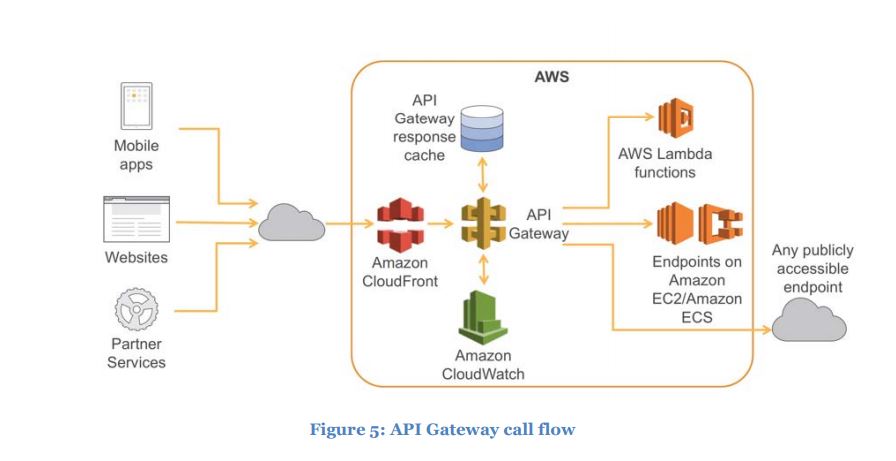 AWS
Mobile
apps
Websites
Partner
Services
Amazon
CloudFront
API
Gateway
response
cache
API
Gateway
Amazon
CloudWatch
AWS Lambda
functions
Endpoints on
Amazon
EC2/Amazon
ECS
Any publicly
accessible
endpoint
Figure 5: API Gateway call flow